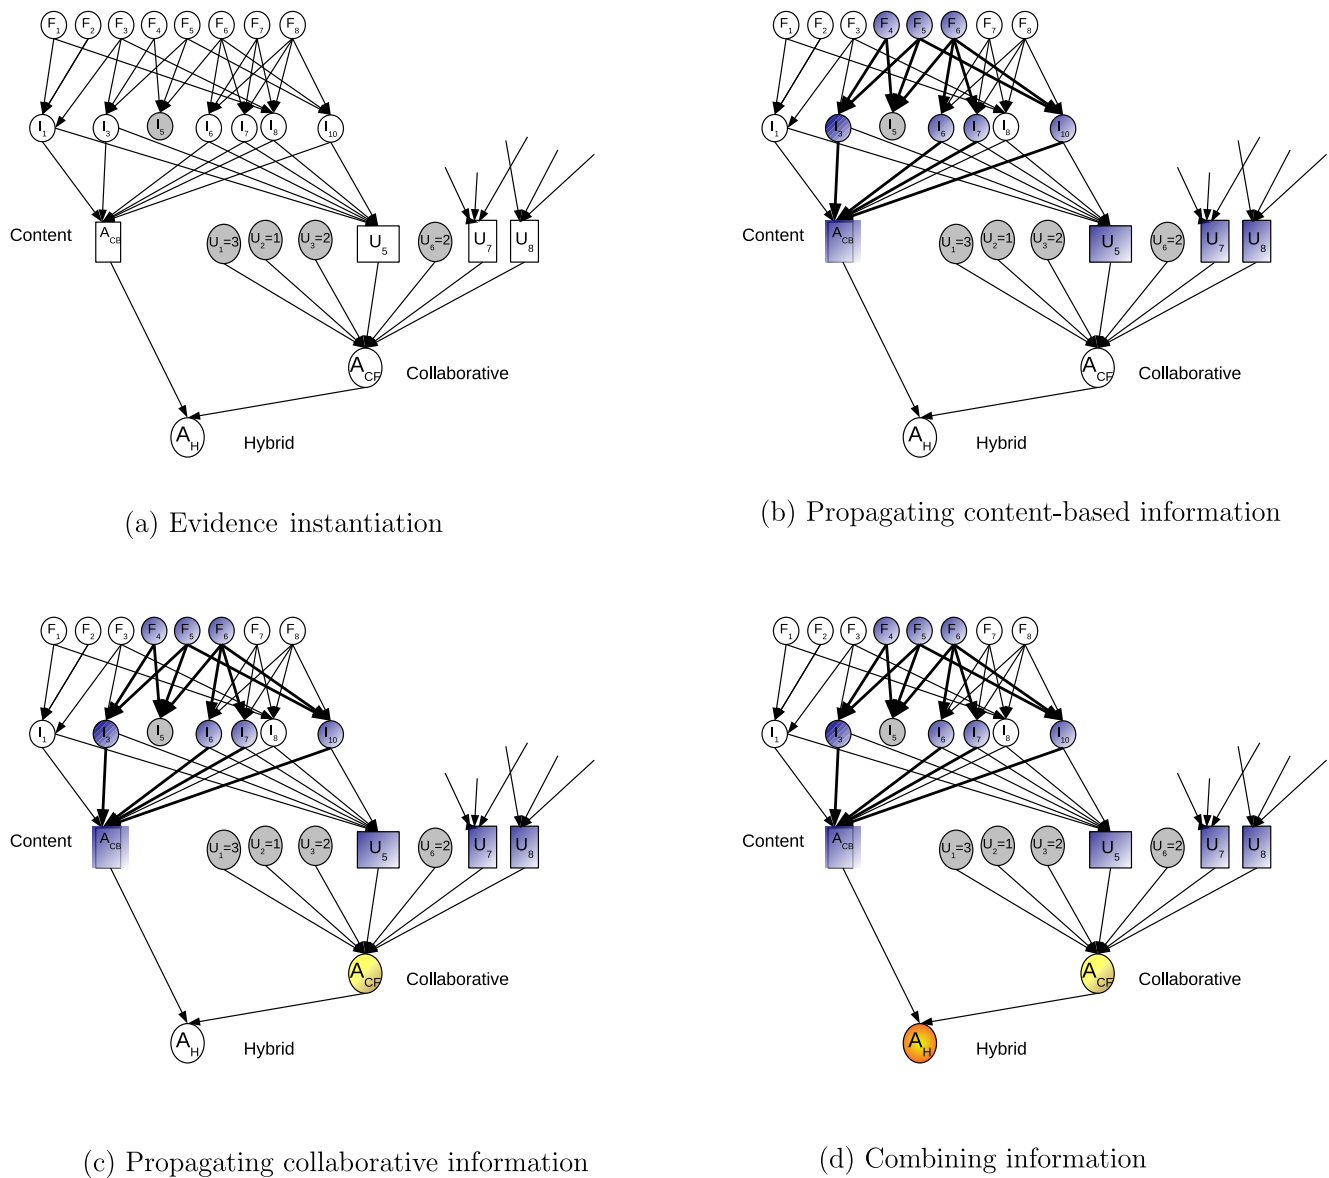 F1 F2 F3 F4 F5 F6 F7 F8
I1 I3 I5 I6 I7 I8 I10
Content ACB U1=3 U2=1 U3=2 U5 U6=2 U7 U8
ACF Collaborative
AH Hybrid
(a) Evidence instantiation
F1 F2 F3 F4 F5 F6 F7 F8
I1 I3 I5 I6 I7 I8 I10
Content ACB U1=3 U2=1 U3=2 U5 U6=2 U7 U8
ACF Collaborative
AH Hybrid
(b) Propagating content-based information
F1 F2 F3 F4 F5 F6 F7 F8
I1 I3 I5 I6 I7 I8 I10
Content ACB U1=3 U2=1 U3=2 U5 U6=2 U7 U8
ACF Collaborative
AH Hybrid
(c) Propagating collaborative information
F1 F2 F3 F4 F5 F6 F7 F8
I1 I3 I5 I6 I7 I8 I10
Content ACB U1=3 U2=1 U3=2 U5 U6=2 U7 U8
ACF Collaborative
AH Hybrid
(d) Combining information